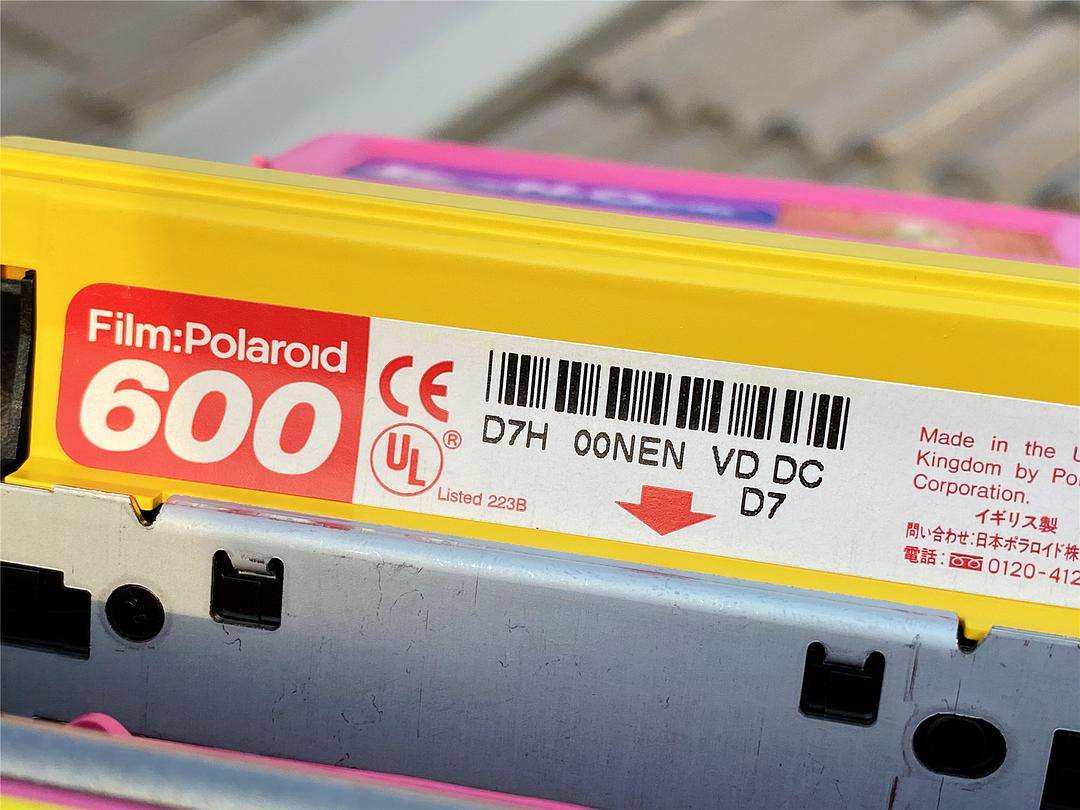 Film:Polaroid
600
CE
UL®
Listed 223B
D7H 00NEN VD DC
D7
Made in the
Kingdom by
Corporation.
イギリス製
問い合わせ:日本ポラロイド株
電話: 0120-412